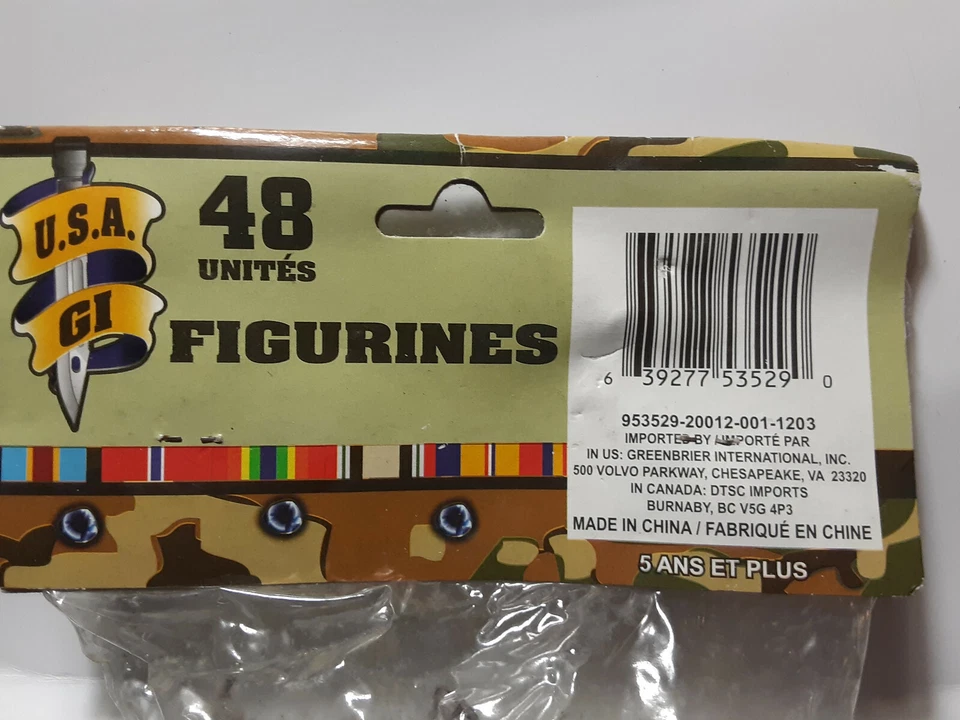 U.S.A.
GI
48
UNITÉS
FIGURINES
6 39277 53529 0
953529-20012-001-1203
IMPORTED BY / IMPORTÉ PAR
IN US: GREENBRIER INTERNATIONAL, INC.
500 VOLVO PARKWAY, CHESAPEAKE, VA 23320
IN CANADA: DTSC IMPORTS
BURNABY, BC V5G 4P3
MADE IN CHINA / FABRIQUÉ EN CHINE
5 ANS ET PLUS